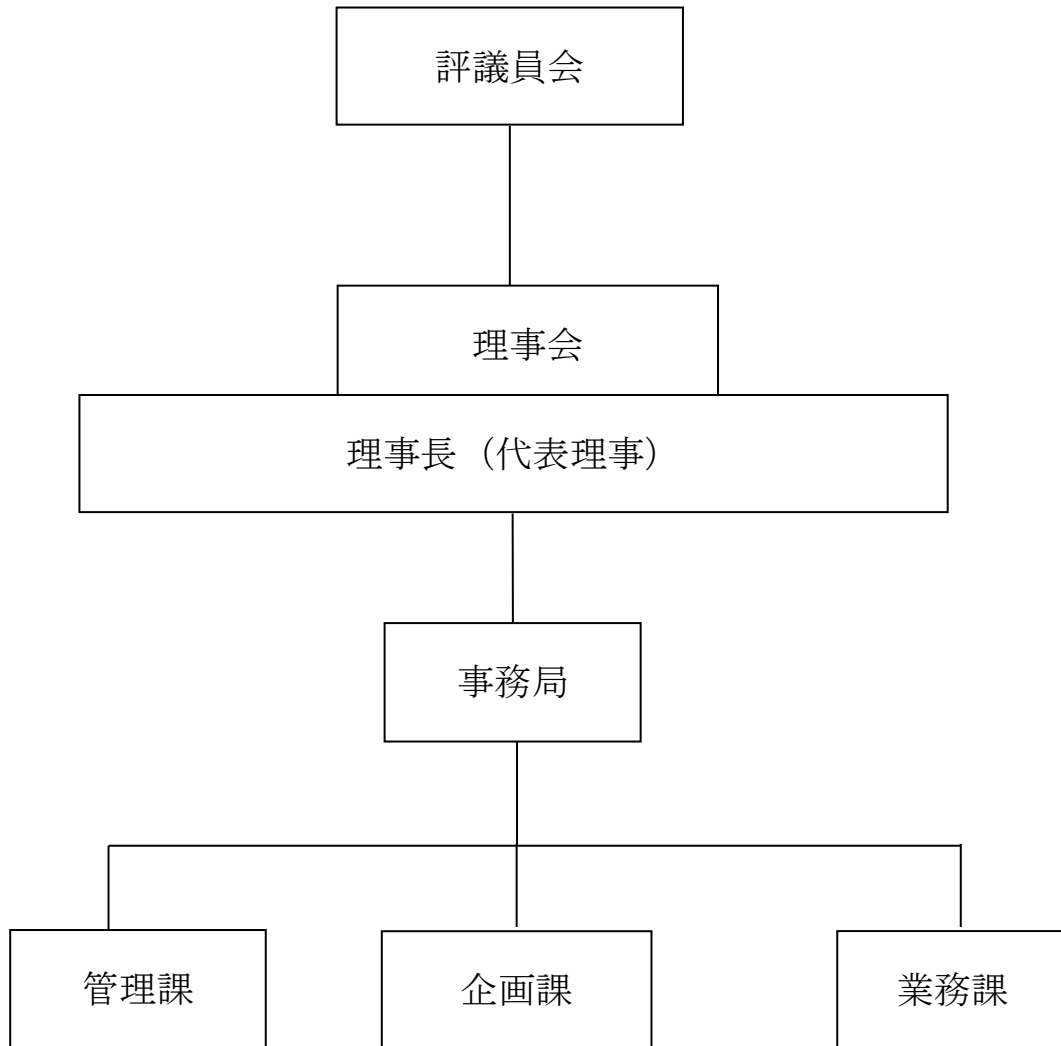 評議員会
理事会
理事長（代表理事）
事務局
管理課
企画課
業務課